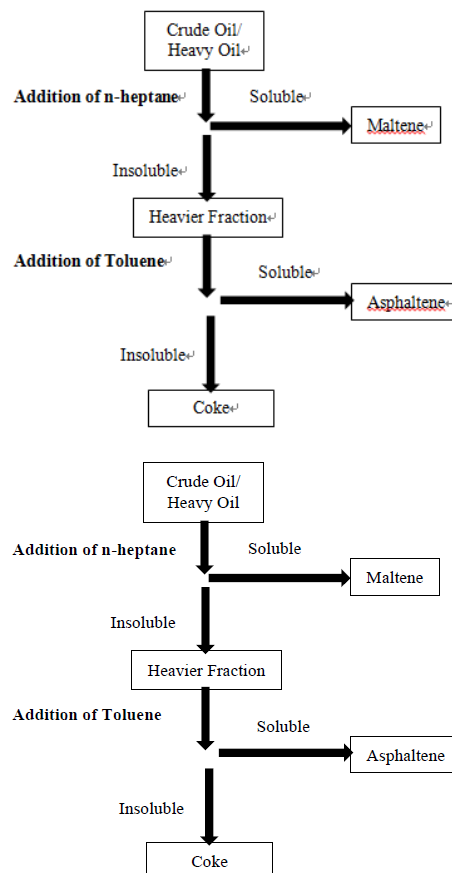 Crude Oil/
Heavy Oil↵
Addition of n-heptane↵
Soluble↵
Maltene↵
Insoluble↵
Heavier Fraction↵
Addition of Toluene↵
Soluble↵
Asphaltene↵
Insoluble↵
Coke↵
Crude Oil/
Heavy Oil
Addition of n-heptane
Soluble
Maltene
Insoluble
Heavier Fraction
Addition of Toluene
Soluble
Asphaltene
Insoluble
Coke